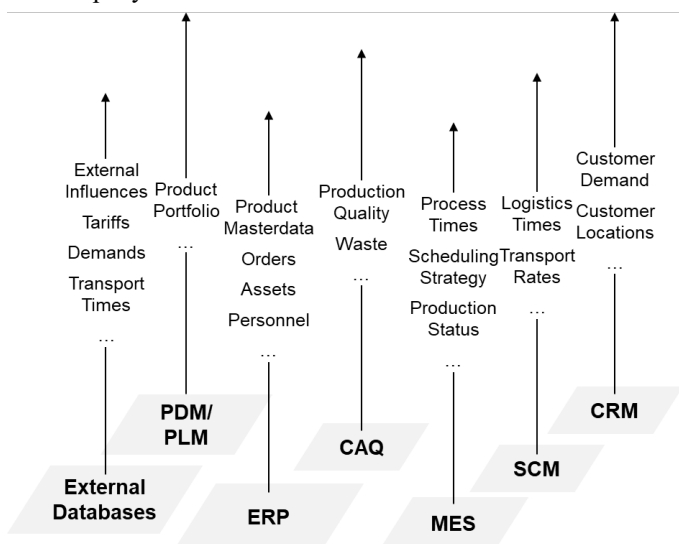 External
Influences
Tariffs
Demands
Transport
Times
...
External
Databases
Product
Portfolio
...
PDM/
PLM
Product
Masterdata
Orders
Assets
Personnel
...
ERP
Production
Quality
Waste
...
CAQ
Process
Times
Scheduling
Strategy
Production
Status
...
MES
Logistics
Times
Transport
Rates
...
SCM
Customer
Demand
Customer
Locations
...
CRM